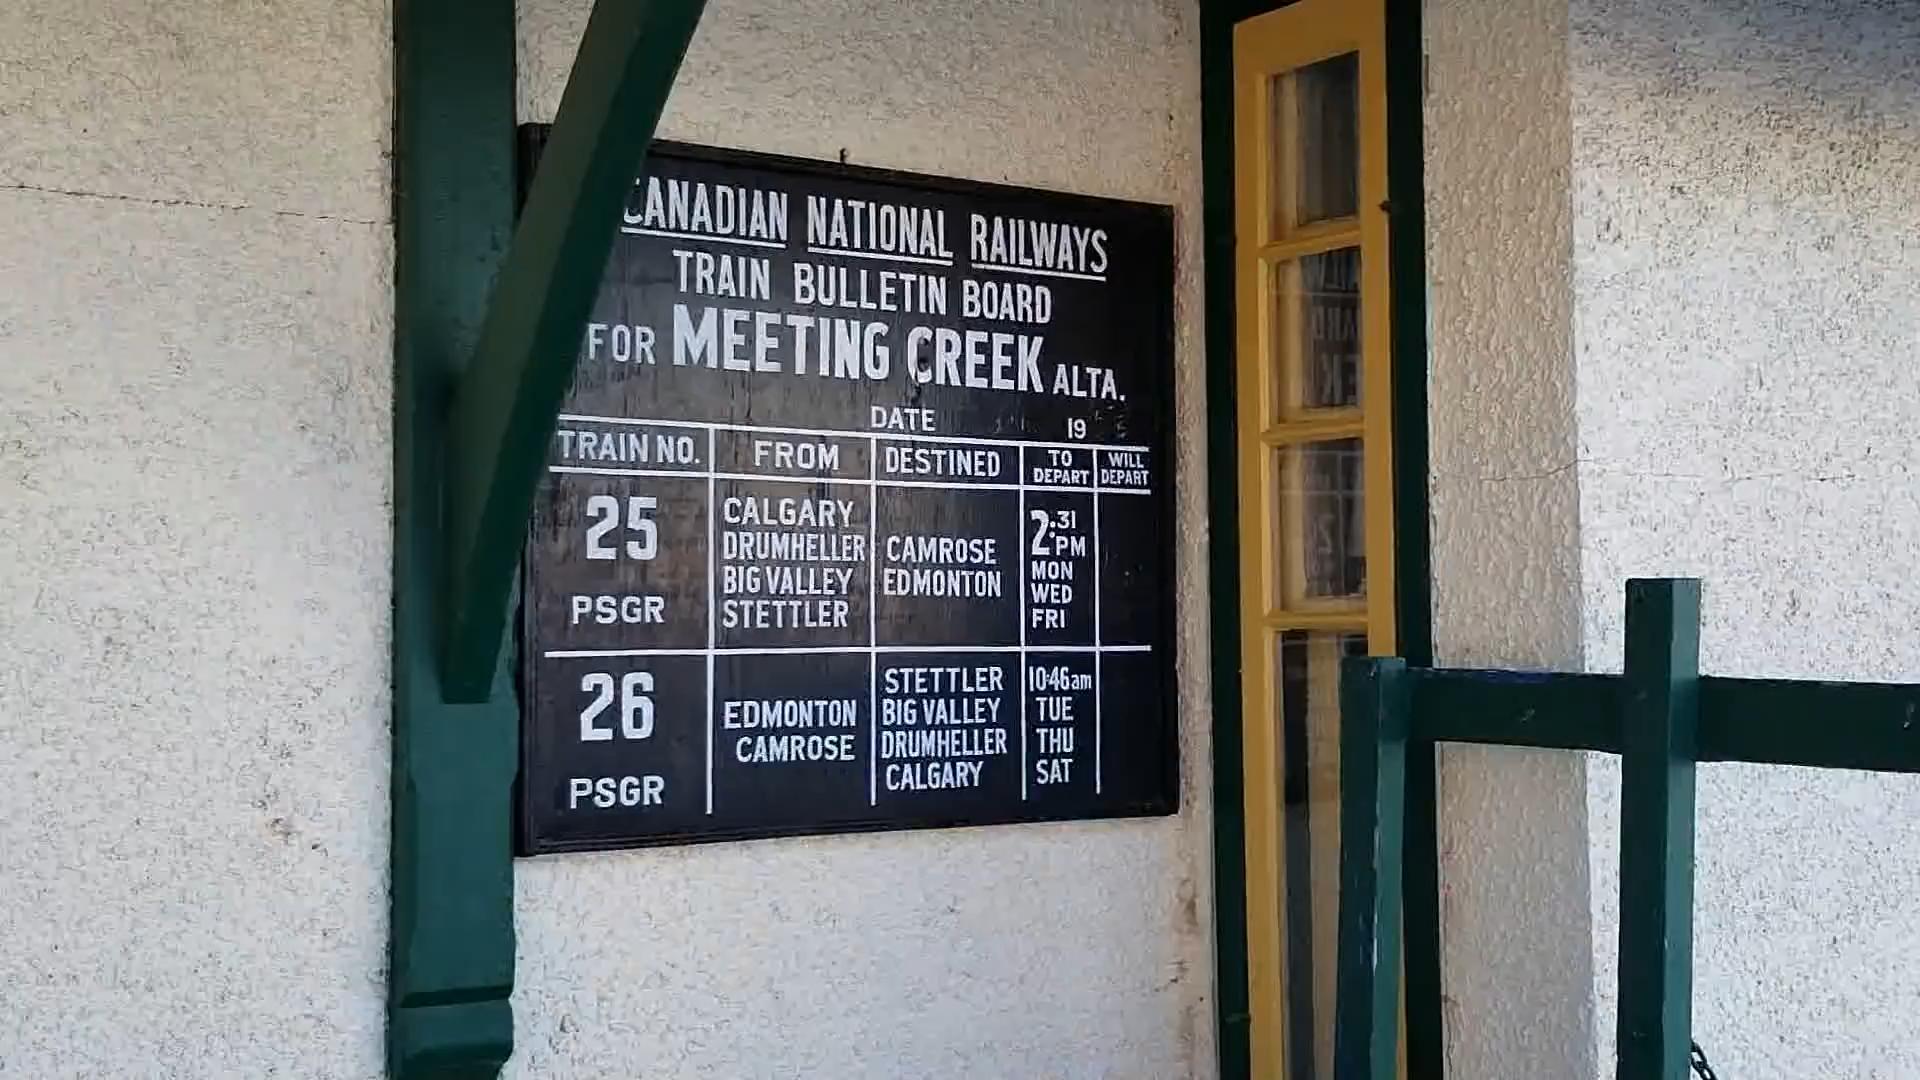 CANADIAN NATIONAL RAILWAYS
TRAIN BULLETIN BOARD
FOR MEETING CREEK ALTA.
DATE 19
TRAIN NO. FROM DESTINED TO DEPART WILL DEPART
25
PSGR
CALGARY
DRUMHELLER
BIG VALLEY
STETTLER
CAMROSE
EDMONTON
2:31 PM
MON
WED
FRI
26
PSGR
EDMONTON
CAMROSE
STETTLER
BIG VALLEY
DRUMHELLER
CALGARY
10:46am
TUE
THU
SAT